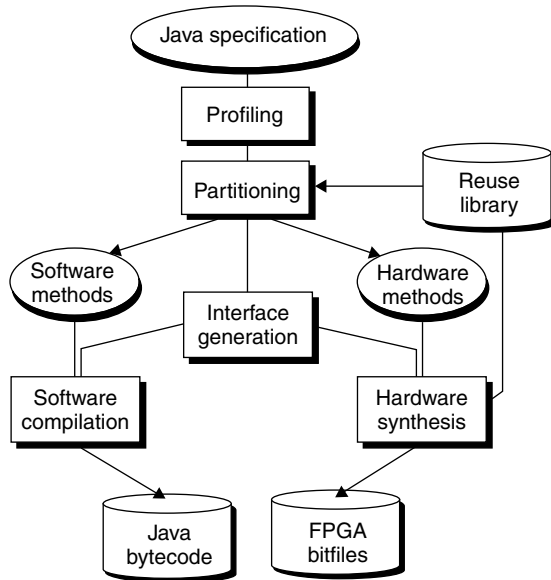 Java specification
Profiling
Partitioning
Reuse
library
Software
methods
Hardware
methods
Interface
generation
Software
compilation
Hardware
synthesis
Java
bytecode
FPGA
bitfiles